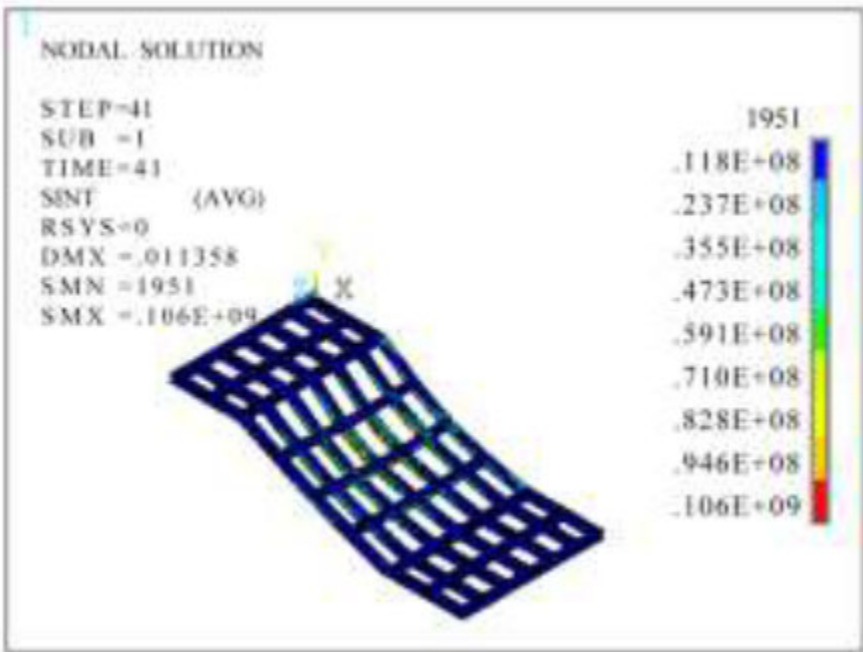 NODAL SOLUTION
STEP=41
SUB =1
TIME=41
SINT (AVG)
RSYS=0
DMX =.011358
SMN =1951
SMX =.106E+09
Y
Z X
1951
.118E+08
.237E+08
.355E+08
.473E+08
.591E+08
.710E+08
.828E+08
.946E+08
.106E+09